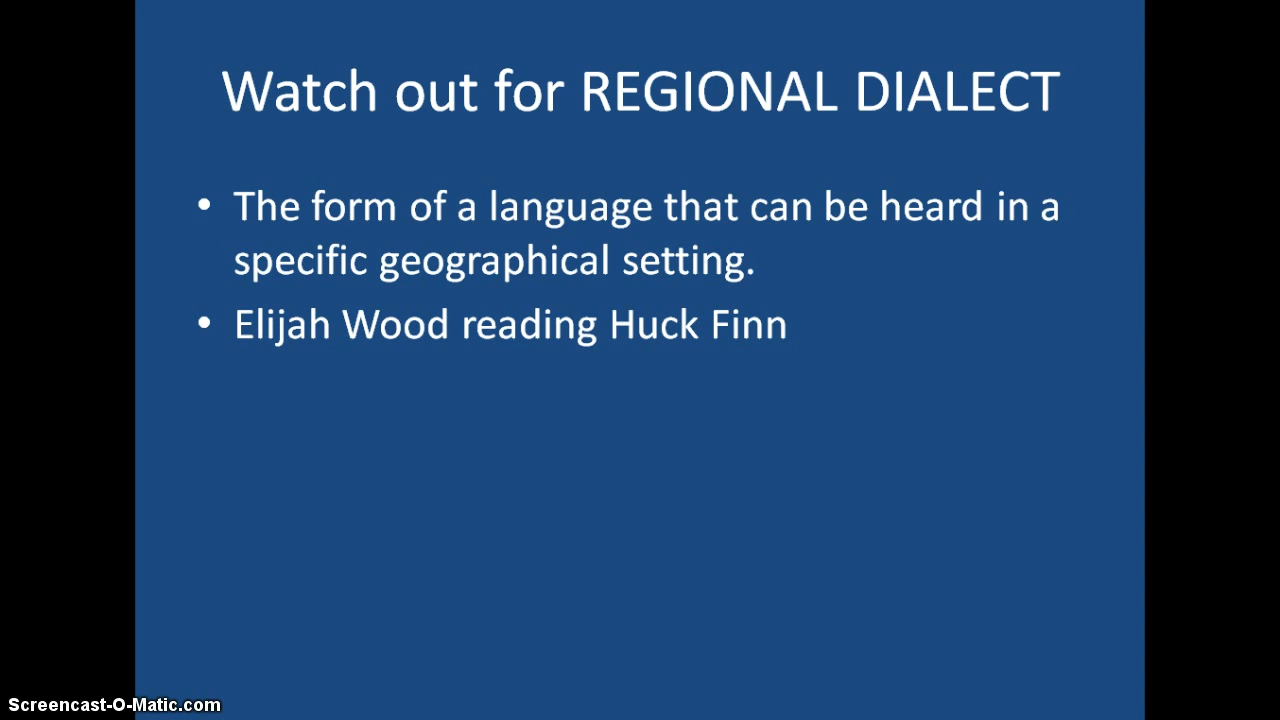 Watch out for REGIONAL DIALECT
• The form of a language that can be heard in a
specific geographical setting.
• Elijah Wood reading Huck Finn
Screencast-O-Matic.com